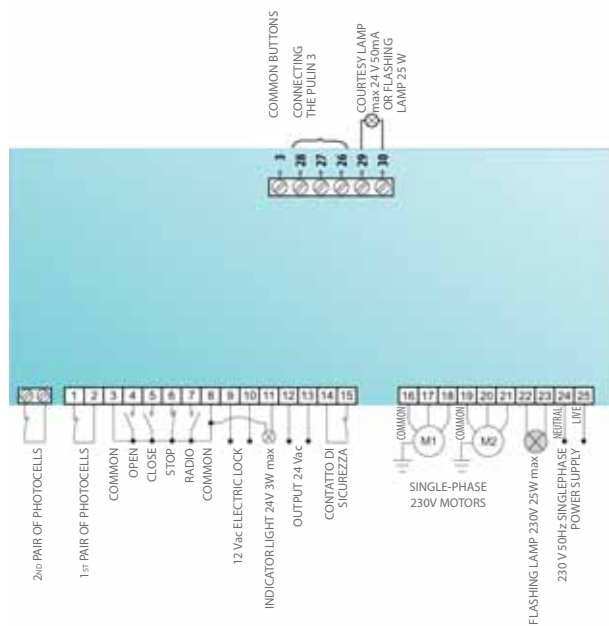 COMMON BUTTONS
CONNECTING
THE PULIN 3
COURTESY LAMP
max 24 V 50mA
OR FLASHING
LAMP 25 W
3 28 27 26 29 30
1 2 3 4 5 6 7 8 9 10 11 12 13 14 15
16 17 18 19 20 21 22 23 24 25
COMMON
M1
COMMON
M2
NEUTRAL
LIVE
2ND PAIR OF PHOTOCELLS
1ST PAIR OF PHOTOCELLS
COMMON
OPEN
CLOSE
STOP
RADIO
COMMON
12 Vac ELECTRIC LOCK
INDICATOR LIGHT 24V 3W max
OUTPUT 24 Vac
CONTATTO DI
SICUREZZA
SINGLE-PHASE
230V MOTORS
FLASHING LAMP 230V 25W max
230 V 50Hz SINGLEPHASE
POWER SUPPLY